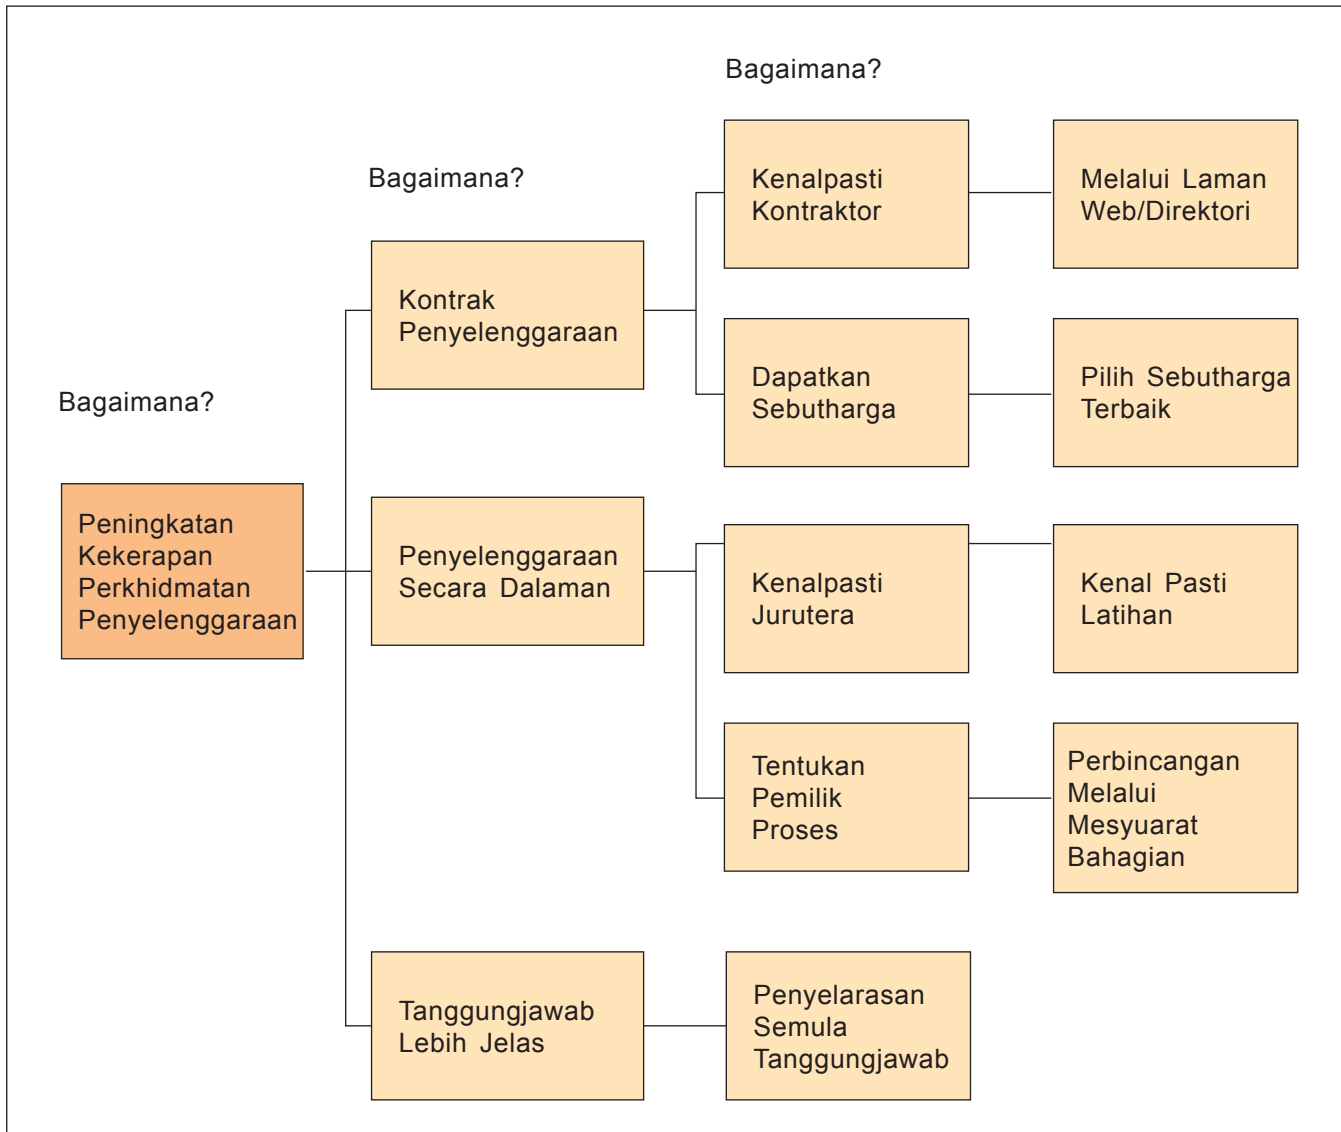 Bagaimana?
Bagaimana?
Bagaimana?
Peningkatan
Kekerapan
Perkhidmatan
Penyelenggaraan
Kontrak
Penyelenggaraan
Kenalpasti
Kontraktor
Melalui Laman
Web/Direktori
Dapatkan
Sebutharga
Pilih Sebutharga
Terbaik
Penyelenggaraan
Secara Dalaman
Kenalpasti
Jurutera
Kenal Pasti
Latihan
Tentukan
Pemilik
Proses
Perbincangan
Melalui
Mesyuarat
Bahagian
Tanggungjawab
Lebih Jelas
Penyelarasan
Semula
Tanggungjawab